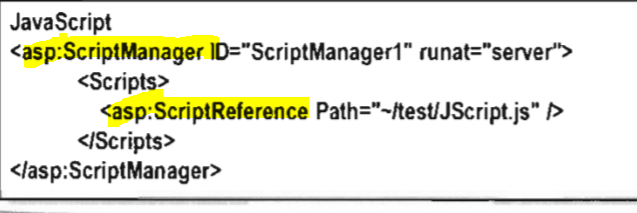 JavaScript
<asp:ScriptManager ID="ScriptManager1" runat="server">
<Scripts>
<asp:ScriptReference Path="~/test/JScript.js" />
</Scripts>
</asp:ScriptManager>